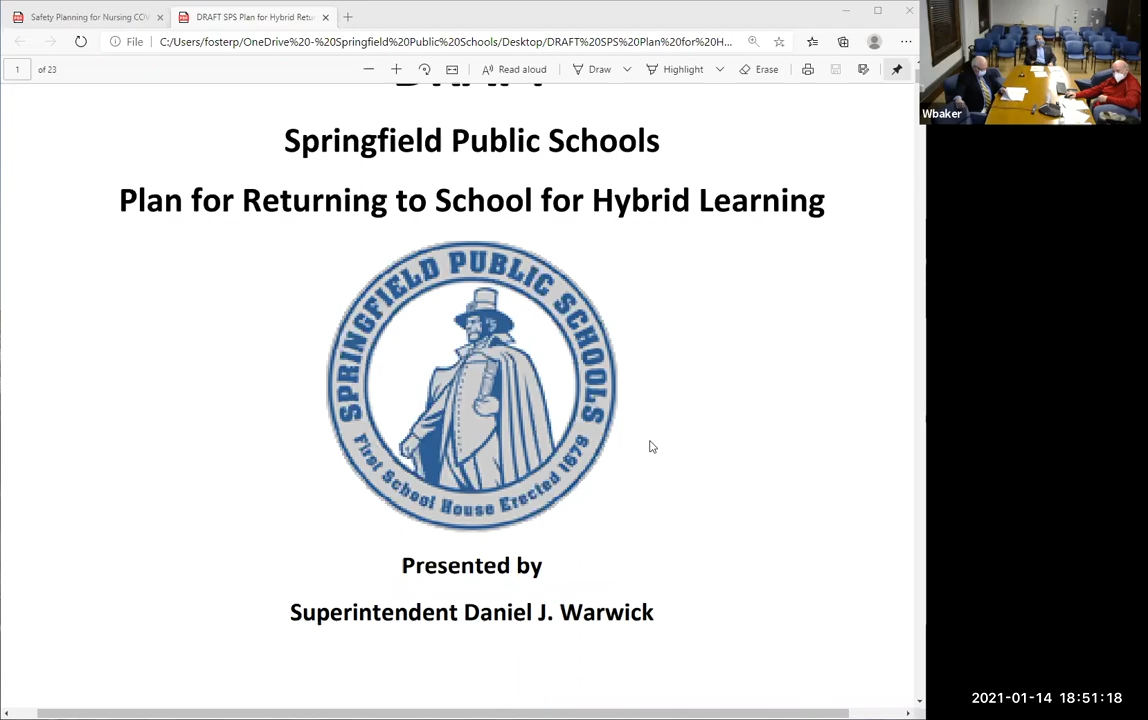 Safety Planning for Nursing COV
DRAFT SPS Plan for Hybrid Retu
File
C:/Users/fosterp/OneDrive%20-%20Springfield%20Public%20Schools/Desktop/DRAFT%20SPS%20Plan%20for%20H...
1 of 23
Read aloud
Draw
Highlight
Erase
Wbaker
DRAFT
Springfield Public Schools
Plan for Returning to School for Hybrid Learning
SPRINGFIELD PUBLIC SCHOOLS
First School House Erected 1679
Presented by
Superintendent Daniel J. Warwick
2021-01-14 18:51:18